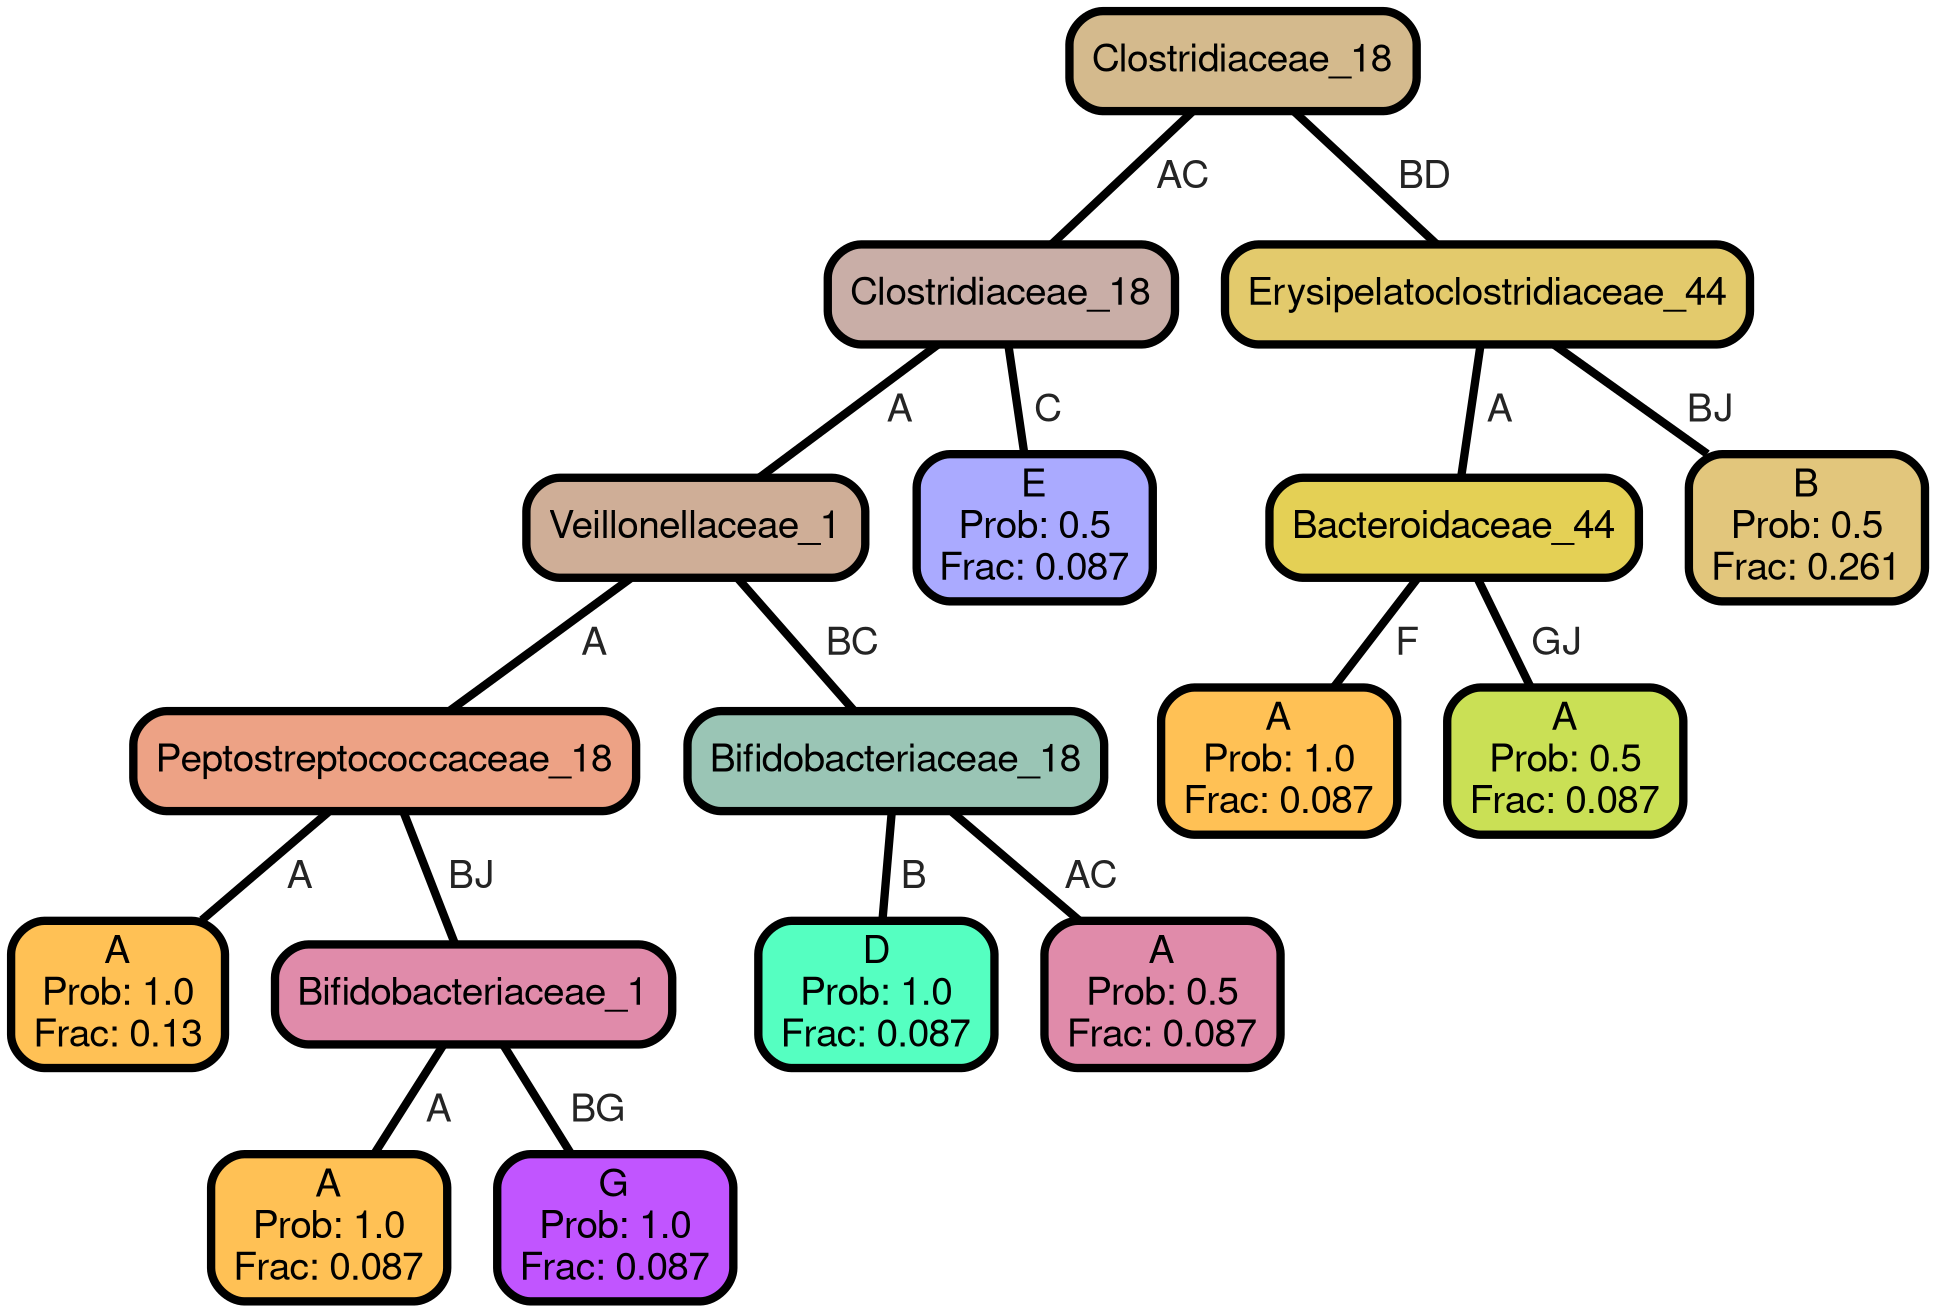 Clostridiaceae_18
AC
BD
Clostridiaceae_18
Erysipelatoclostridiaceae_44
A
C
A
BJ
Veillonellaceae_1
E
Prob: 0.5
Frac: 0.087
Bacteroidaceae_44
B
Prob: 0.5
Frac: 0.261
A
BC
F
GJ
Peptostreptococcaceae_18
Bifidobacteriaceae_18
A
Prob: 1.0
Frac: 0.087
A
Prob: 0.5
Frac: 0.087
A
BJ
B
AC
A
Prob: 1.0
Frac: 0.13
Bifidobacteriaceae_1
D
Prob: 1.0
Frac: 0.087
A
Prob: 0.5
Frac: 0.087
A
BG
A
Prob: 1.0
Frac: 0.087
G
Prob: 1.0
Frac: 0.087